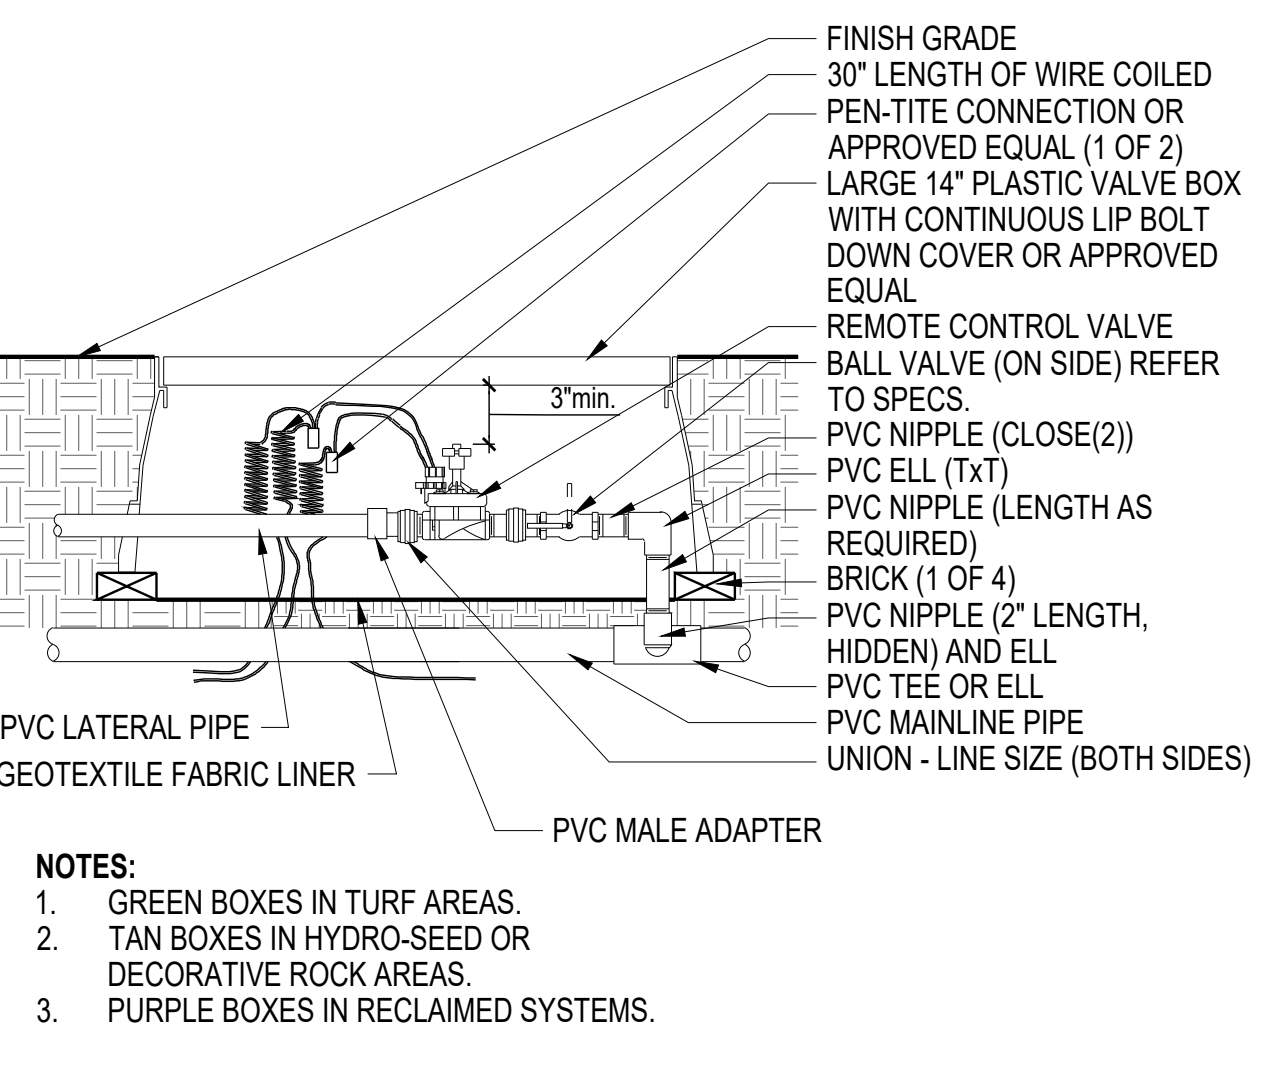 FINISH GRADE
30" LENGTH OF WIRE COILED
PEN-TITE CONNECTION OR
APPROVED EQUAL (1 OF 2)
LARGE 14" PLASTIC VALVE BOX
WITH CONTINUOUS LIP BOLT
DOWN COVER OR APPROVED
EQUAL
REMOTE CONTROL VALVE
BALL VALVE (ON SIDE) REFER
TO SPECS.
3"min.
PVC NIPPLE (CLOSE(2))
PVC ELL (TxT)
PVC NIPPLE (LENGTH AS
REQUIRED)
BRICK (1 OF 4)
PVC NIPPLE (2" LENGTH,
HIDDEN) AND ELL
PVC TEE OR ELL
PVC MAINLINE PIPE
UNION - LINE SIZE (BOTH SIDES)
PVC LATERAL PIPE
GEOTEXTILE FABRIC LINER
PVC MALE ADAPTER
NOTES:
1. GREEN BOXES IN TURF AREAS.
2. TAN BOXES IN HYDRO-SEED OR
DECORATIVE ROCK AREAS.
3. PURPLE BOXES IN RECLAIMED SYSTEMS.